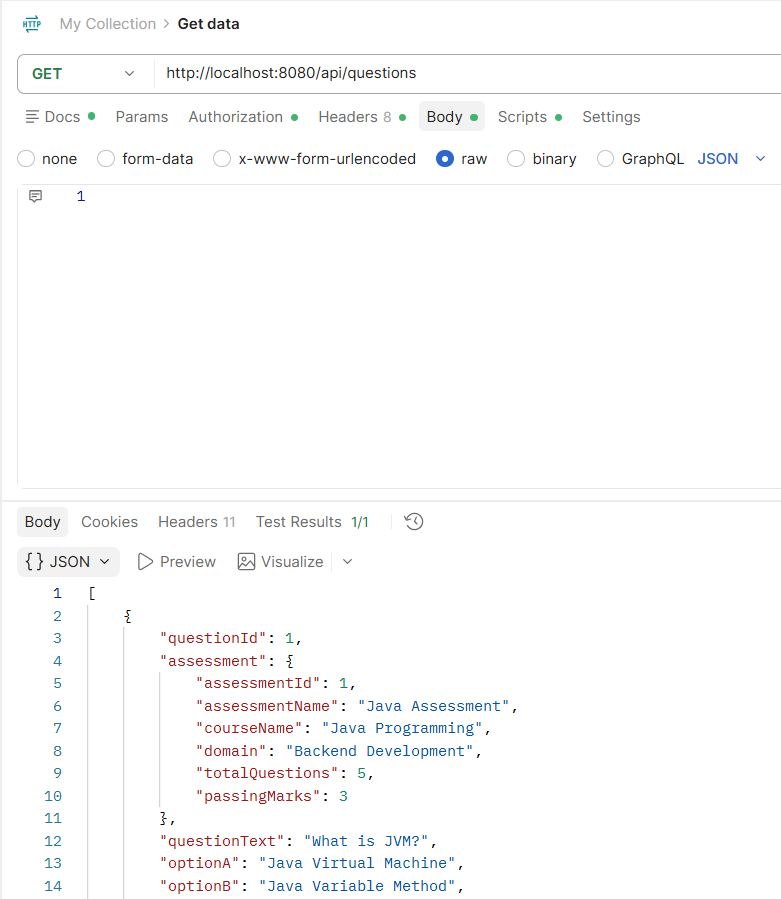 HTTP My Collection > Get data
GET http://localhost:8080/api/questions
Docs Params Authorization Headers 8 Body Scripts Settings
none form-data x-www-form-urlencoded raw binary GraphQL JSON
1
Body Cookies Headers 11 Test Results 1/1
{} JSON Preview Visualize
1 [
2 {
3 "questionId": 1,
4 "assessment": {
5 "assessmentId": 1,
6 "assessmentName": "Java Assessment",
7 "courseName": "Java Programming",
8 "domain": "Backend Development",
9 "totalQuestions": 5,
10 "passingMarks": 3
11 },
12 "questionText": "What is JVM?",
13 "optionA": "Java Virtual Machine",
14 "optionB": "Java Variable Method",